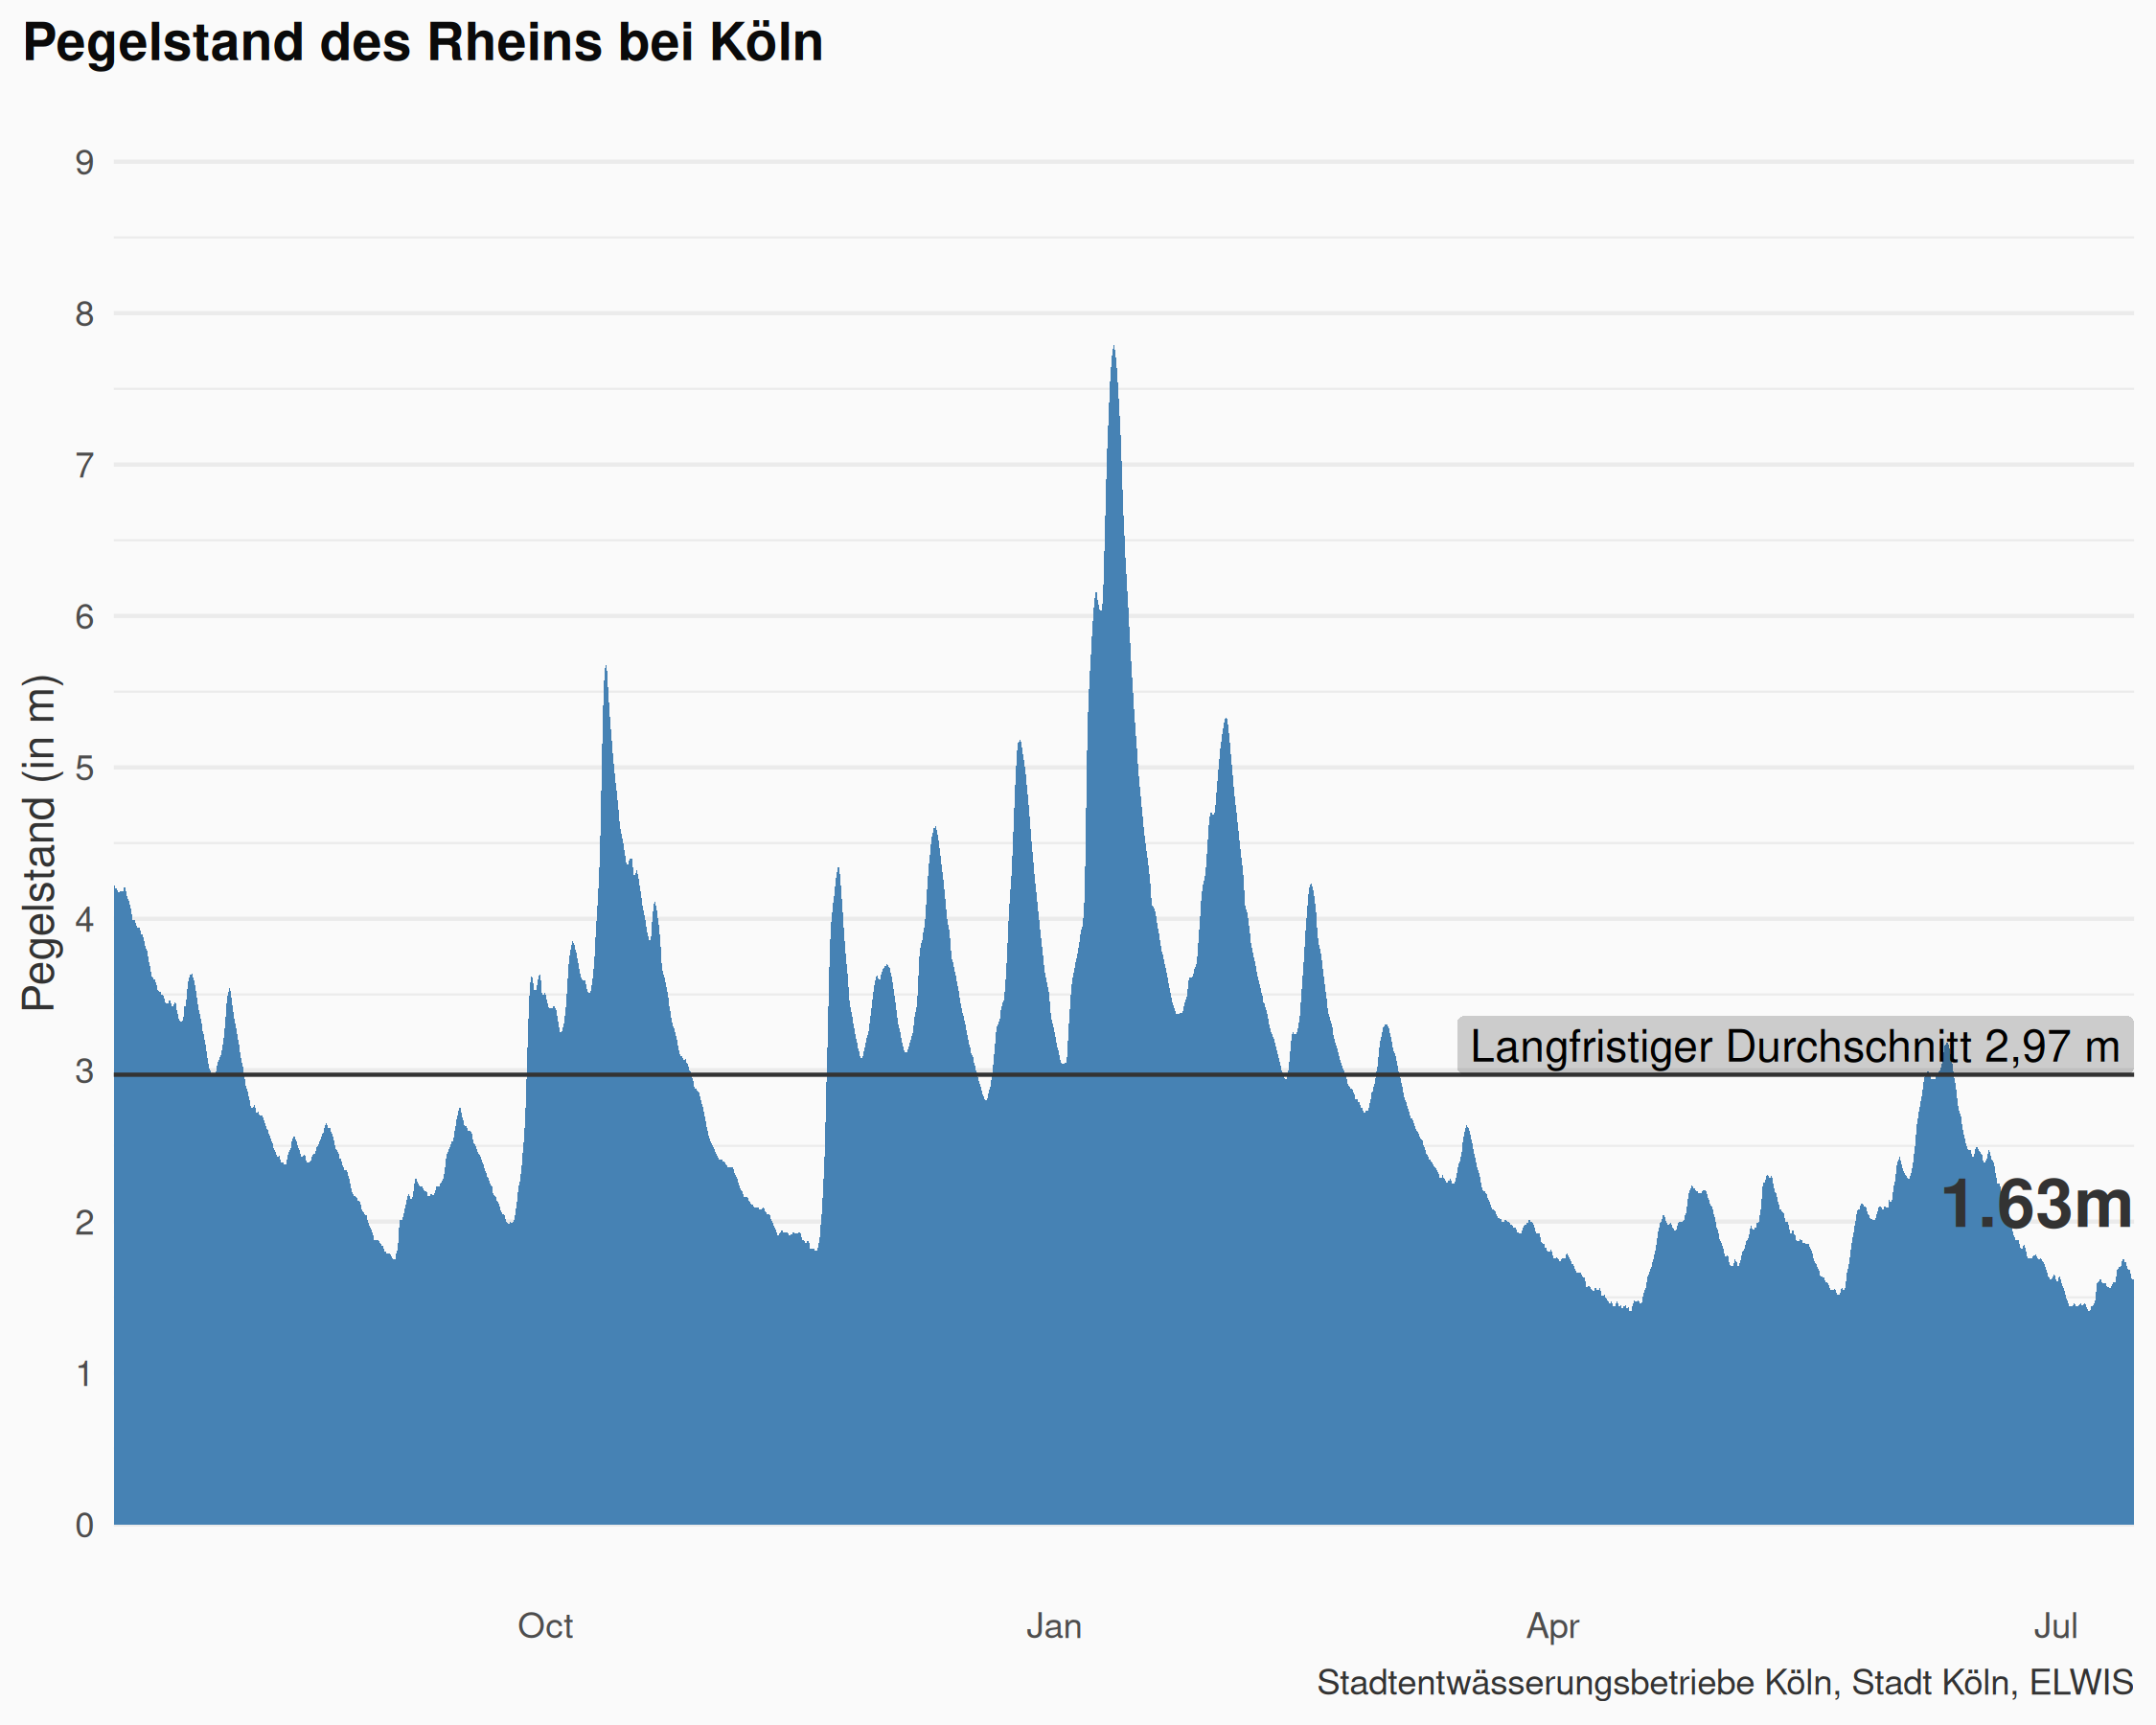 Pegelstand des Rheins bei Köln
Pegelstand (in m)
9
8
7
6
5
4
3
2
1
0
Langfristiger Durchschnitt 2,97 m
1.63m
Oct Jan Apr Jul
Stadtentwässerungsbetriebe Köln, Stadt Köln, ELWIS